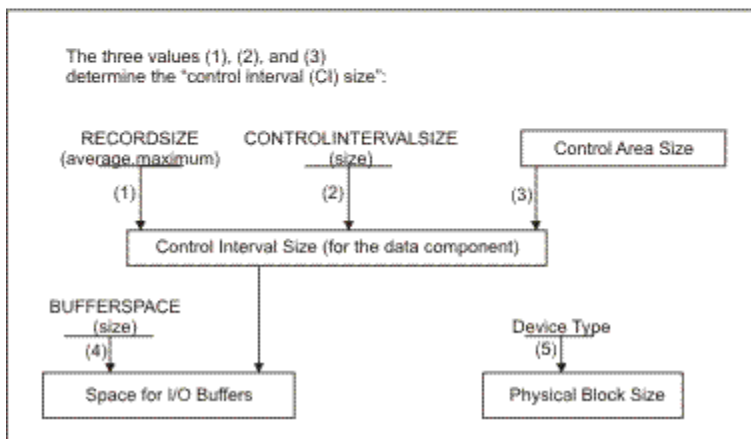 The three values (1), (2), and (3)
determine the "control interval (CI) size":
RECORDSIZE
(average,maximum)
CONTROLINTERVALSIZE
(size)
Control Area Size
(1)
(2)
(3)
Control Interval Size (for the data component)
BUFFERSPACE
(size)
(4)
Device Type
(5)
Space for I/O Buffers
Physical Block Size